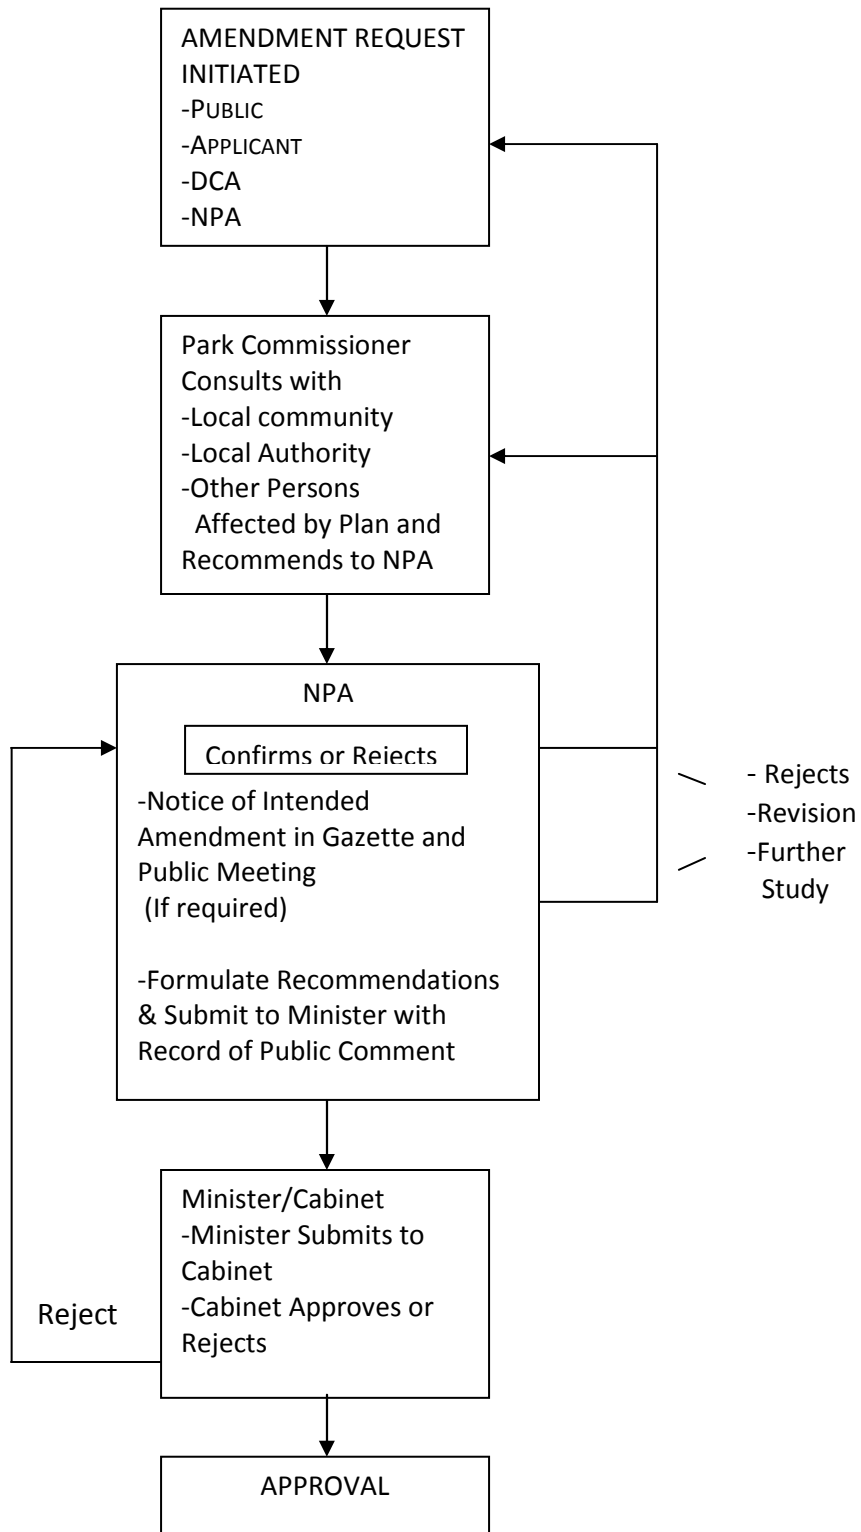 AMENDMENT REQUEST
INITIATED
-PUBLIC
-APPLICANT
-DCA
-NPA
Park Commissioner
Consults with
-Local community
-Local Authority
-Other Persons
Affected by Plan and
Recommends to NPA
NPA
Confirms or Rejects
-Notice of Intended
Amendment in Gazette and
Public Meeting
(If required)
-Formulate Recommendations
& Submit to Minister with
Record of Public Comment
- Rejects
-Revision
-Further
Study
Minister/Cabinet
-Minister Submits to
Cabinet
-Cabinet Approves or
Rejects
Reject
APPROVAL